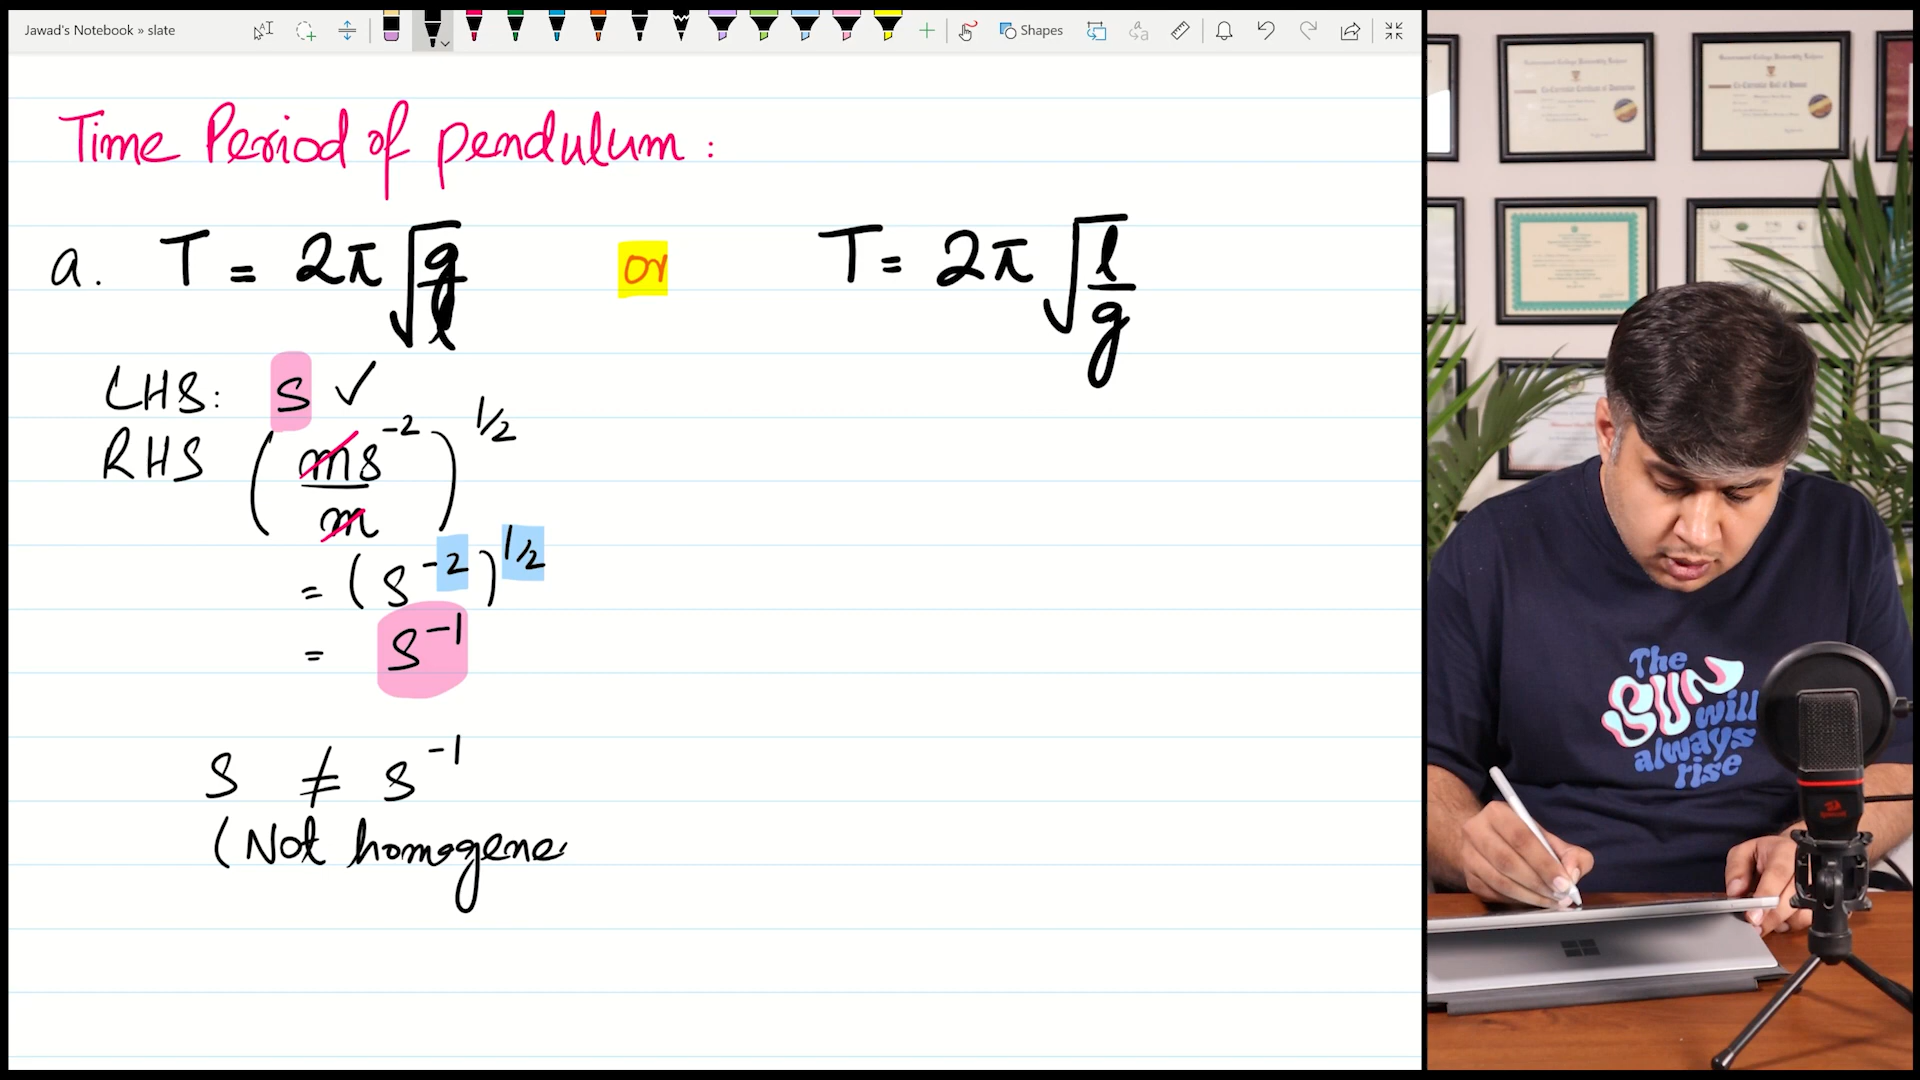 Jawad's Notebook » slate
Shapes
Time Period of pendulum :
a. T = 2π √(g/l) or T = 2π √(l/g)
LHS: s ✓
RHS (ms⁻²/m)^1/2
= (s⁻²)^1/2
= s⁻¹
s ≠ s⁻¹
(Not homogene
The
SUN
will
always
rise